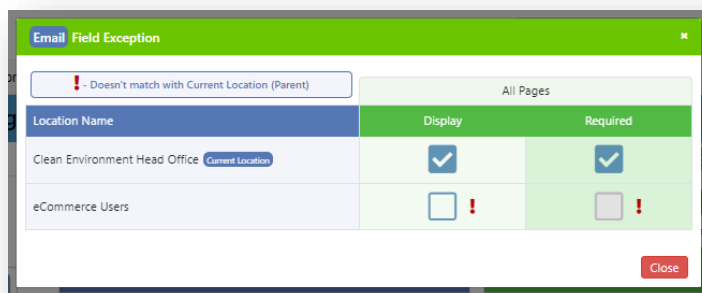 Email Field Exception
! - Doesn't match with Current Location (Parent)
All Pages
Location Name
Display
Required
Clean Environment Head Office Current Location
eCommerce Users
!
!
Close